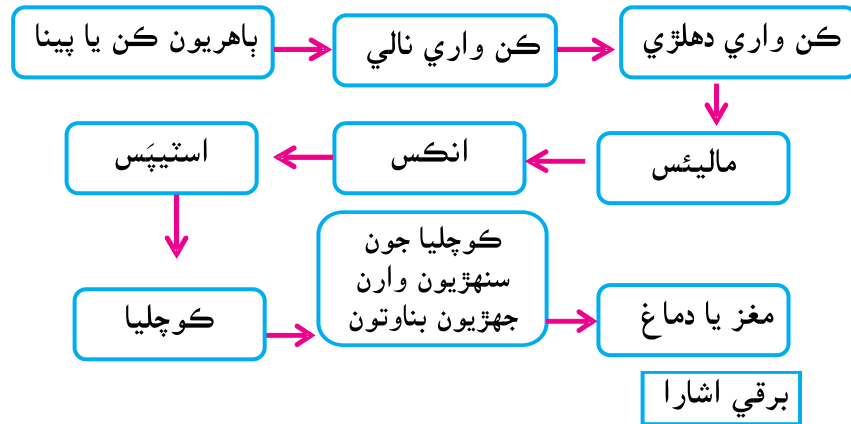 ٻاهريون ڪن يا پينا
ڪن واري نالي
ڪن واري دهلڙي
ماليئس
انڪس
اسٽيپَس
ڪوچليا
ڪوچليا جون
سنهڙيون وارن
جهڙيون بناوتون
مغز يا دماغ
برقي اشارا